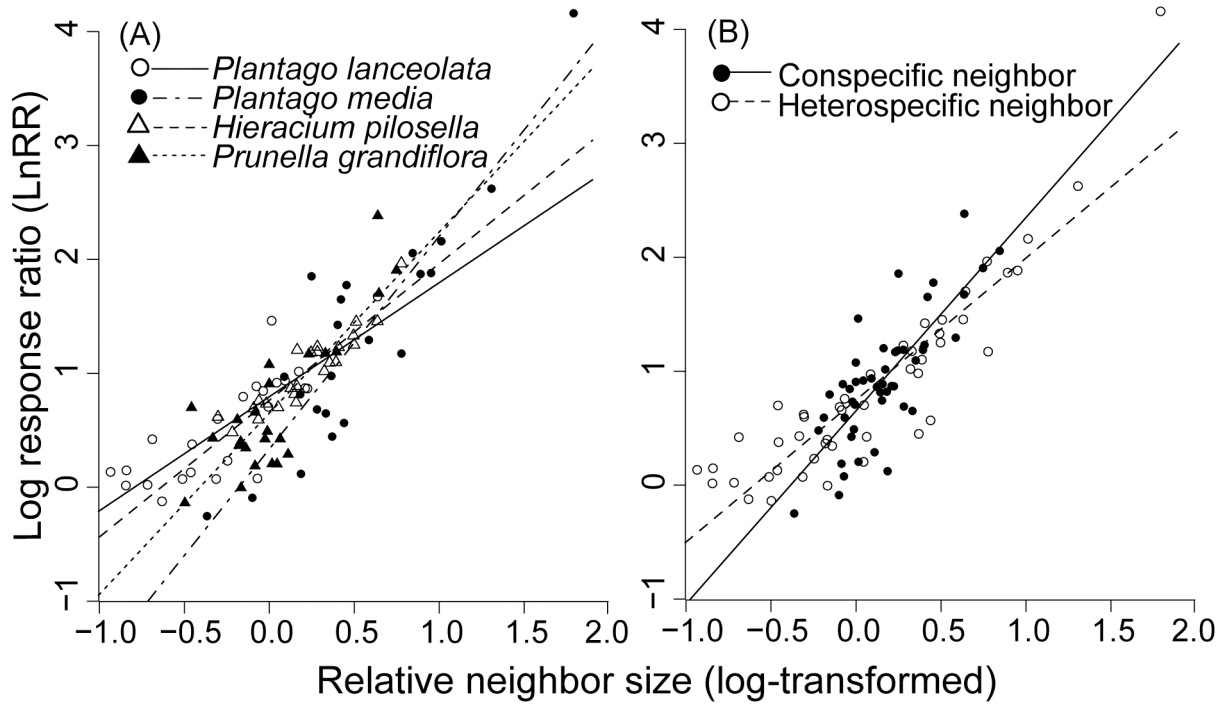 (A)
Plantago lanceolata
Plantago media
Hieracium pilosella
Prunella grandiflora
(B)
Conspecific neighbor
Heterospecific neighbor
Log response ratio (LnRR)
4
3
2
1
0
−1
−1.0 −0.5 0.0 0.5 1.0 1.5 2.0
4
3
2
1
0
−1
−1.0 −0.5 0.0 0.5 1.0 1.5 2.0
Relative neighbor size (log-transformed)